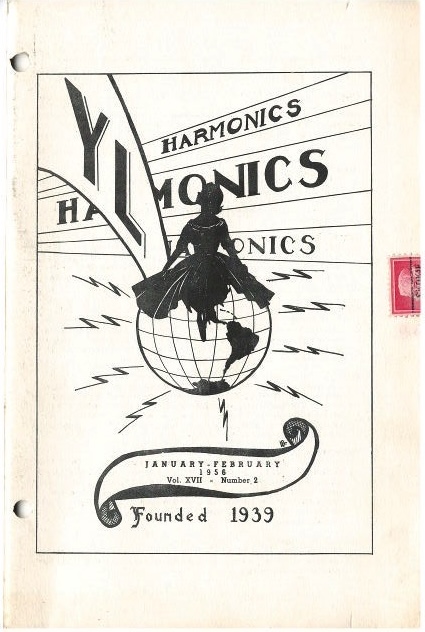 YL
HARMONICS
HARMONICS
HARMONICS
JANUARY - FEBRUARY
1956
Vol. XVII - Number 2
Founded 1939